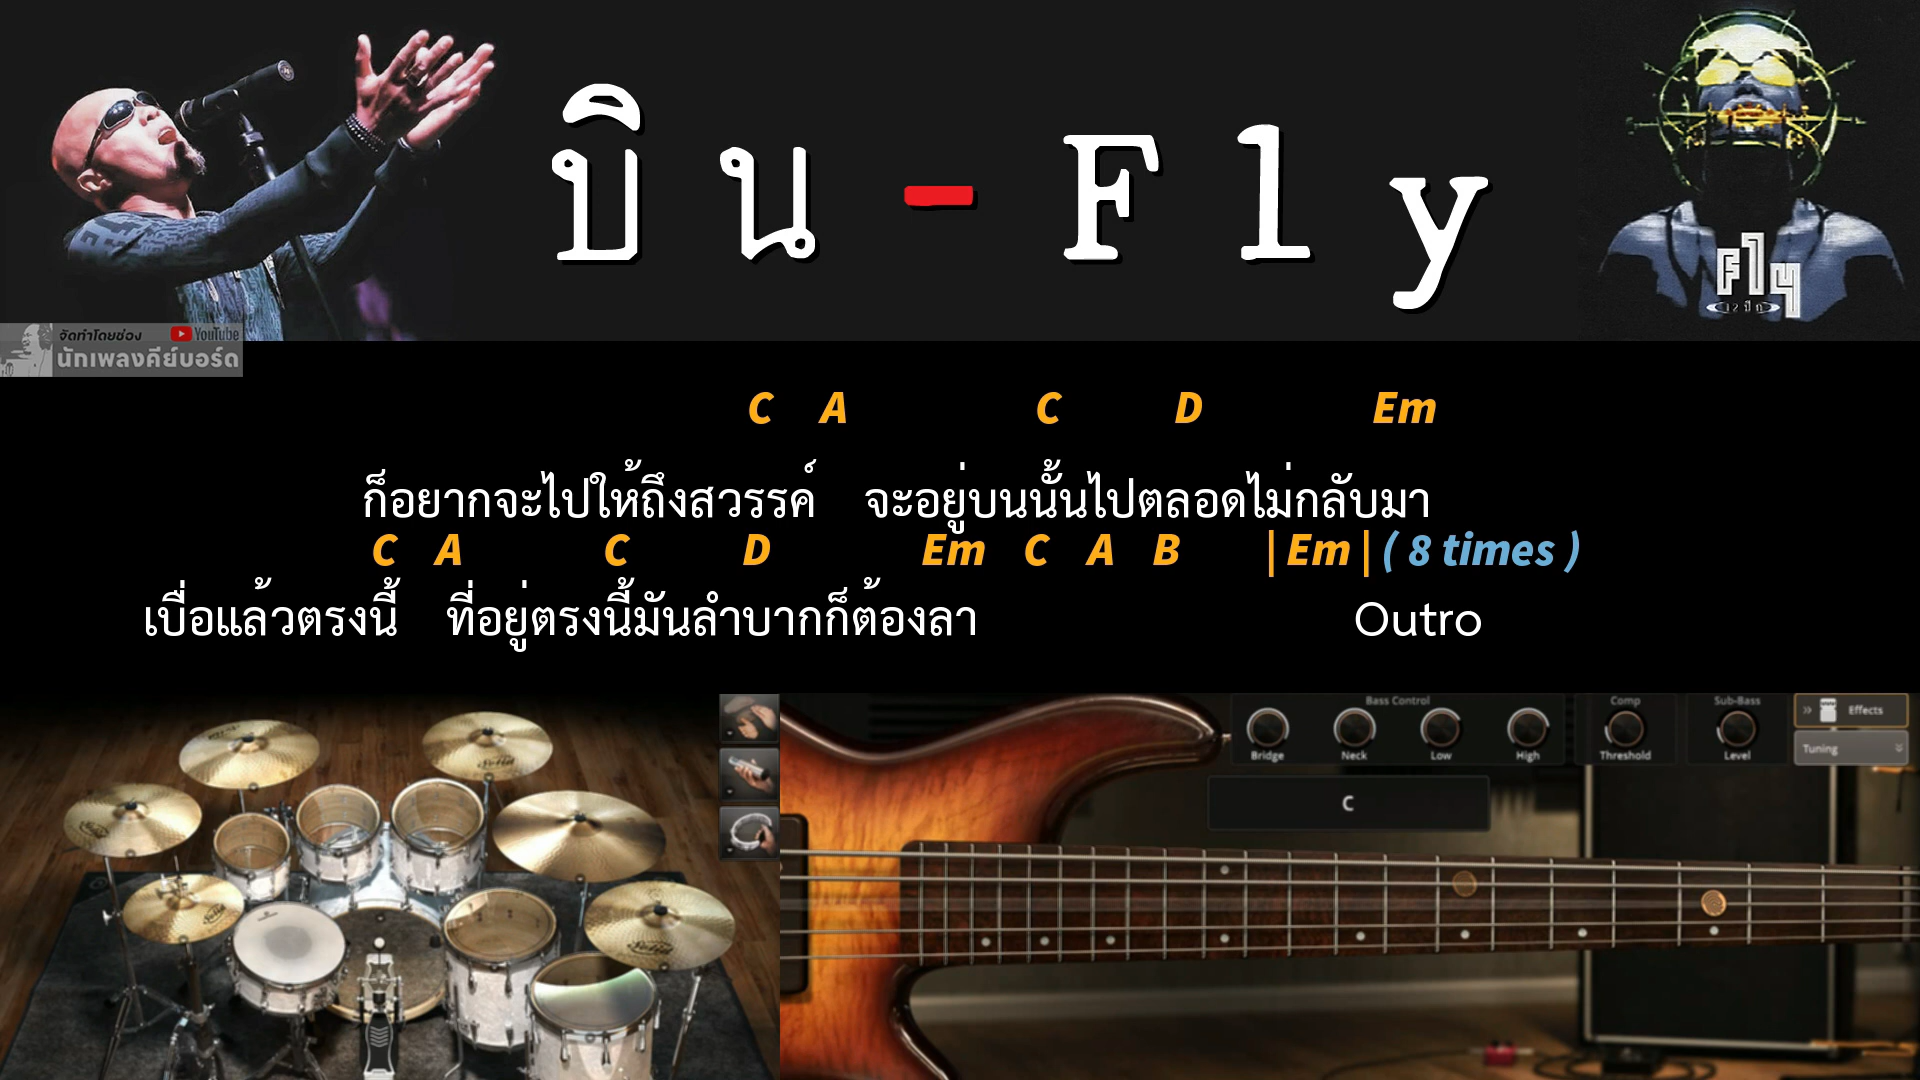 บิน - Fly
Fly
12 ปีก
จัดทำโดยช่อง YouTube
นักเพลงคีย์บอร์ด
C A C D Em
ก็อยากจะไปให้ถึงสวรรค์ จะอยู่บนนั้นไปตลอดไม่กลับมา
C A C D Em C A B | Em | ( 8 times )
เบื่อแล้วตรงนี้ ที่อยู่ตรงนี้มันลำบากก็ต้องลา Outro
Bass Control Comp Sub-Bass
Effects
Bridge Neck Low High Threshold Level
Tuning
C